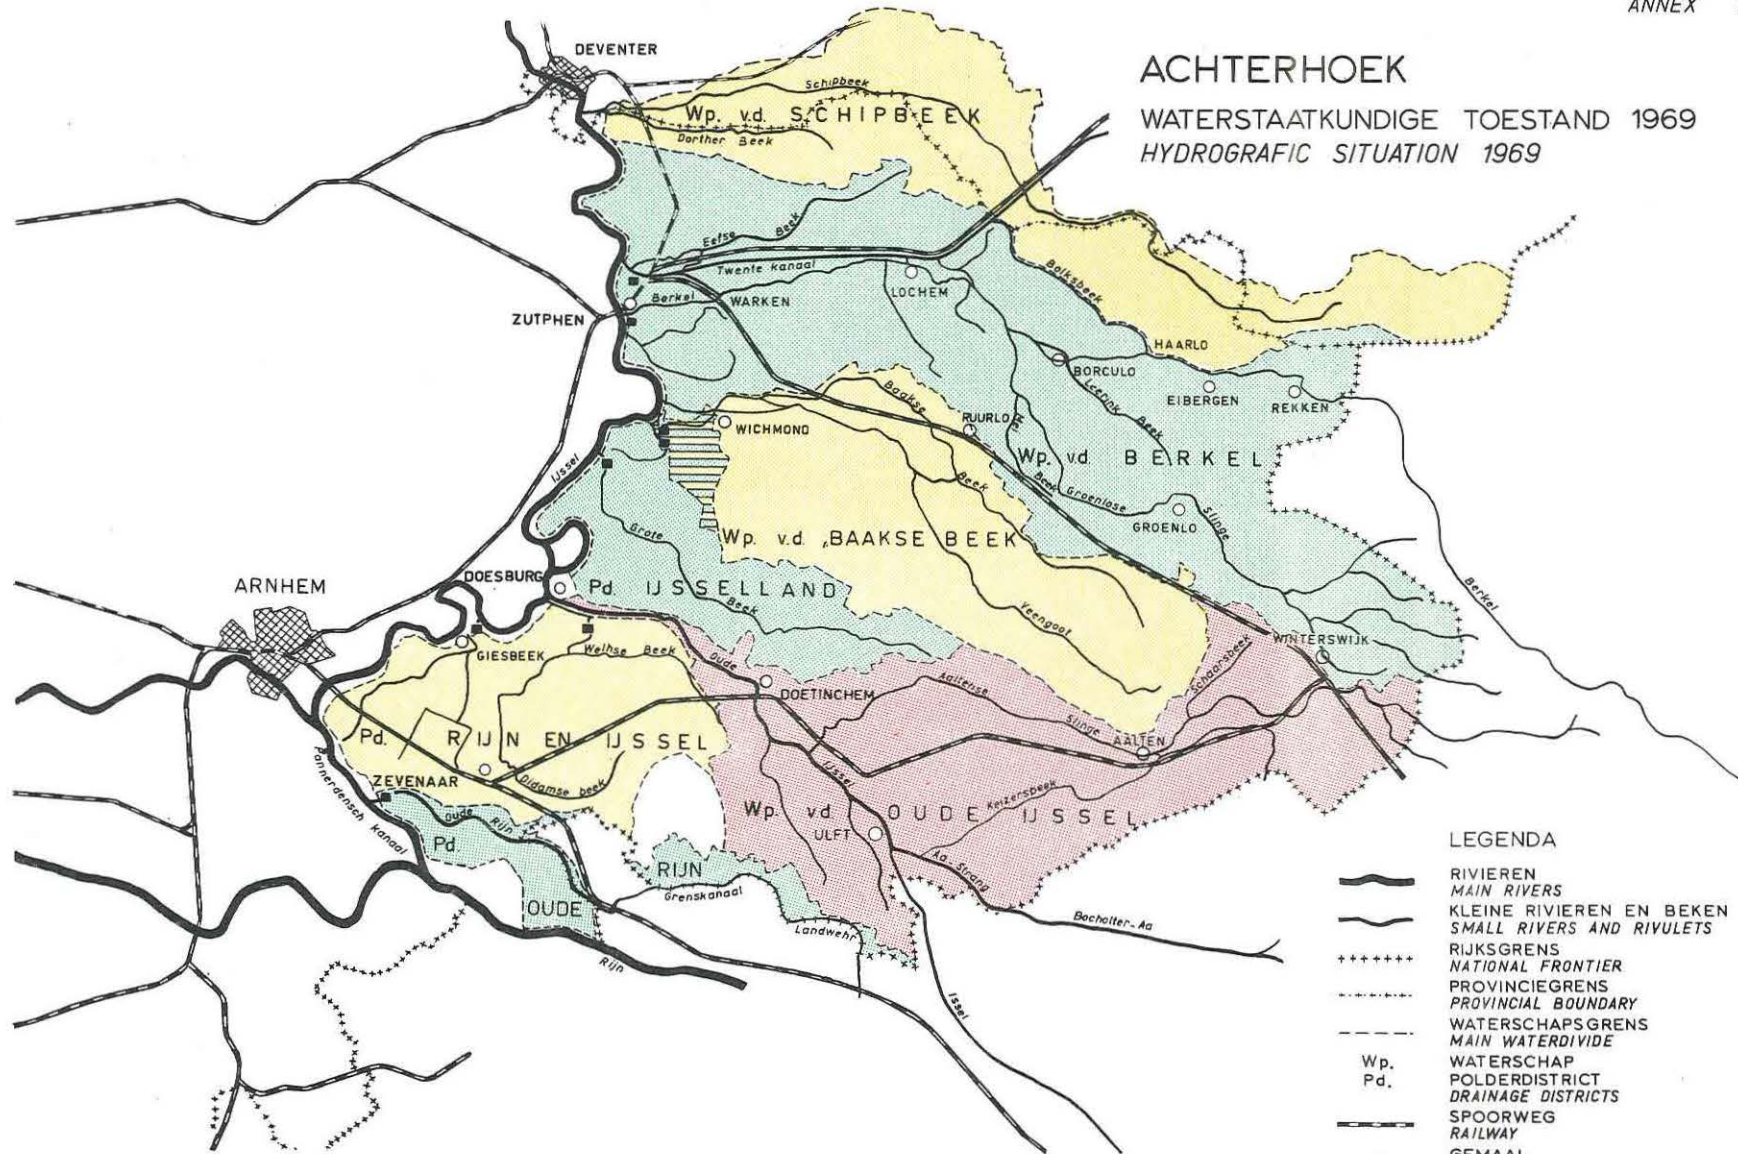 ANNEX
ACHTERHOEK
WATERSTAATKUNDIGE TOESTAND 1969
HYDROGRAFIC SITUATION 1969
DEVENTER
Schipbeek
Wp. v.d. SCHIPBEEK
Dorther Beek
Eefse Beek
Twente kanaal
Bolksbeek
LOCHEM
Berkel
WARKEN
ZUTPHEN
HAARLO
BORCULO
EIBERGEN
REKKEN
Leerink Beek
Baakse Beek
RUURLO
WICHMOND
Wp. v.d. BERKEL
IJssel
Beek
Groenlose Slinge
GROENLO
Grote Beek
Wp. v.d. BAAKSE BEEK
DOESBURG
Pd. IJSSELLAND
ARNHEM
Veengoot
Berkel
WINTERSWIJK
GIESBEEK
Welhse Beek
Oude IJssel
Schaarsbeek
DOETINCHEM
Aaltense Slinge
AALTEN
Pd. RIJN EN IJSSEL
Pannerdensch kanaal
ZEVENAAR
Didamse beek
Keizersbeek
Wp. v.d. OUDE IJSSEL
ULFT
Oude Rijn
Pd. OUDE RIJN
Aa-Strang
Grenskanaal
Bocholter-Aa
Landwehr
Rijn
Issel
LEGENDA
RIVIEREN
MAIN RIVERS
KLEINE RIVIEREN EN BEKEN
SMALL RIVERS AND RIVULETS
RIJKSGRENS
NATIONAL FRONTIER
PROVINCIEGRENS
PROVINCIAL BOUNDARY
WATERSCHAPSGRENS
MAIN WATERDIVIDE
Wp. WATERSCHAP
Pd. POLDERDISTRICT
DRAINAGE DISTRICTS
SPOORWEG
RAILWAY
GEMAAL